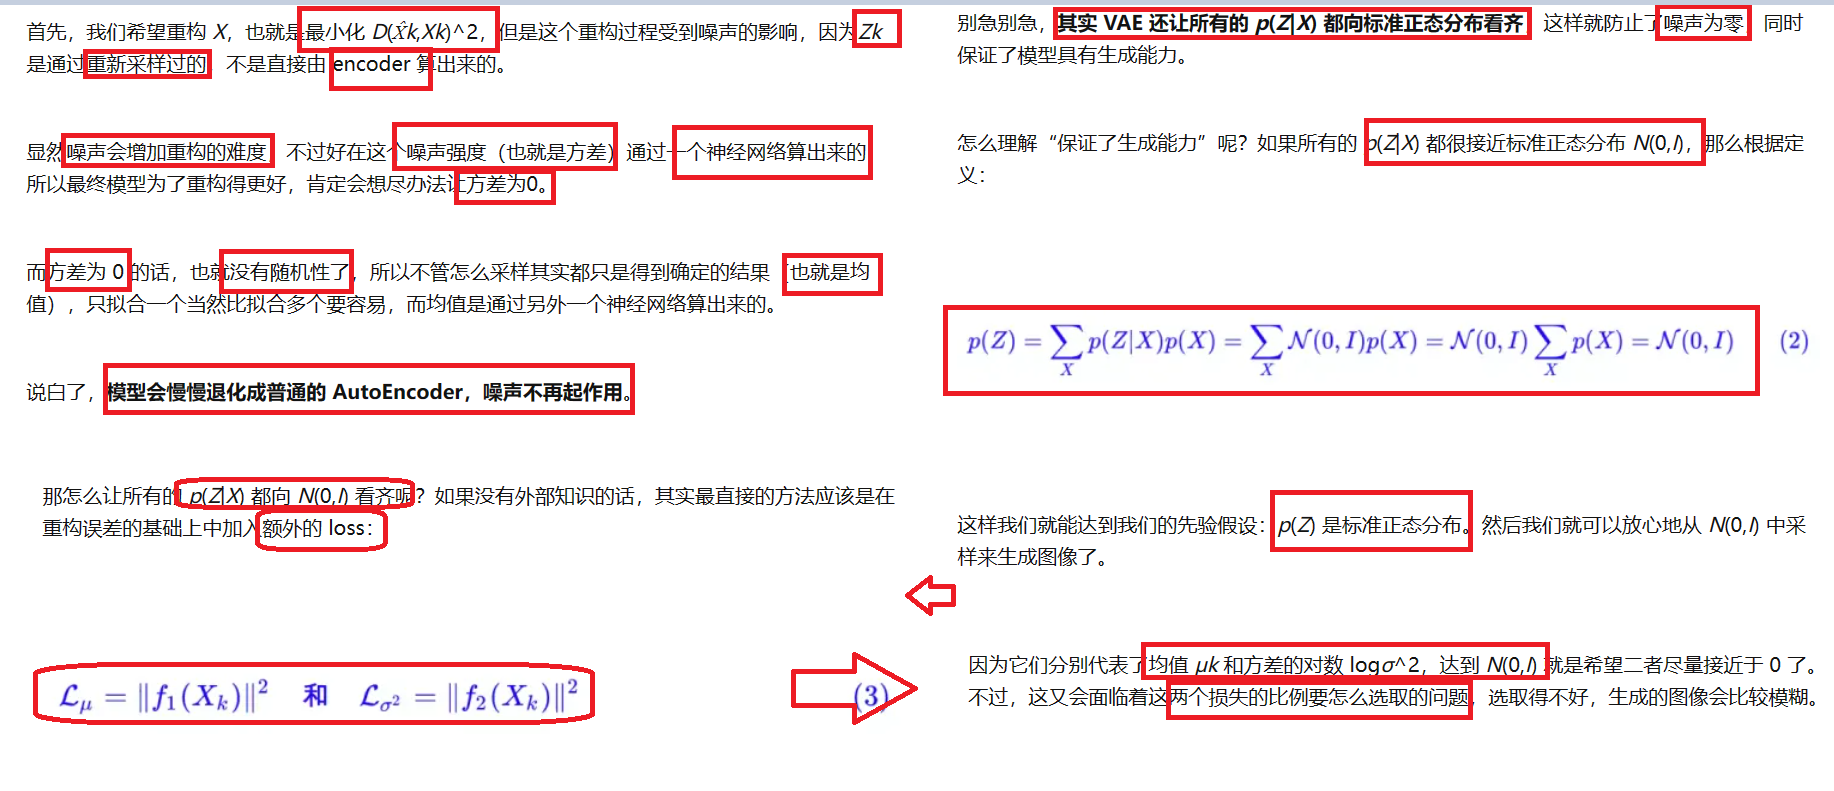 首先，我们希望重构 X，也就是最小化 D(X̂k,Xk)^2，但是这个重构过程受到噪声的影响，因为 Zk
是通过重新采样过的，不是直接由 encoder 算出来的。
显然噪声会增加重构的难度，不过好在这个噪声强度（也就是方差）通过一个神经网络算出来的，
所以最终模型为了重构得更好，肯定会想尽办法让方差为0。
而方差为 0 的话，也就没有随机性了，所以不管怎么采样其实都只是得到确定的结果（也就是均
值），只拟合一个当然比拟合多个要容易，而均值是通过另外一个神经网络算出来的。
说白了，模型会慢慢退化成普通的 AutoEncoder，噪声不再起作用。
别急别急，其实 VAE 还让所有的 p(Z|X) 都向标准正态分布看齐，这样就防止了噪声为零，同时
保证了模型具有生成能力。
怎么理解“保证了生成能力”呢？如果所有的 p(Z|X) 都很接近标准正态分布 N(0,I)，那么根据定
义：
p(Z) = ∑_X p(Z|X)p(X) = ∑_X 𝒩(0, I)p(X) = 𝒩(0, I) ∑_X p(X) = 𝒩(0, I) (2)
这样我们就能达到我们的先验假设：p(Z) 是标准正态分布。然后我们就可以放心地从 N(0,I) 中采
样来生成图像了。
那怎么让所有的 p(Z|X) 都向 N(0,I) 看齐呢？如果没有外部知识的话，其实最直接的方法应该是在
重构误差的基础上中加入额外的 loss：
ℒ_μ = ‖f₁(X_k)‖² 和 ℒ_σ² = ‖f₂(X_k)‖² (3)
因为它们分别代表了均值 μk 和方差的对数 logσ^2，达到 N(0,I) 就是希望二者尽量接近于 0 了。
不过，这又会面临着这两个损失的比例要怎么选取的问题，选取得不好，生成的图像会比较模糊。